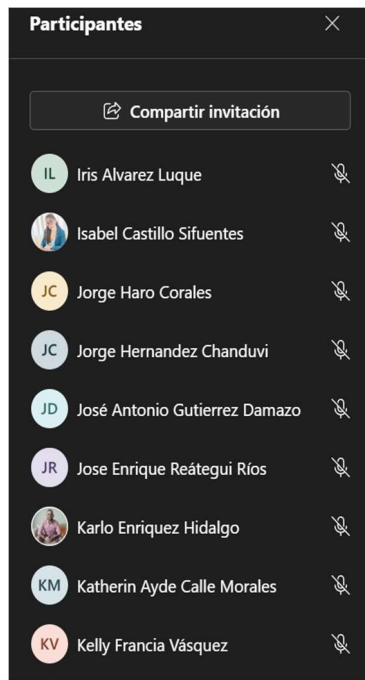 Participantes
Compartir invitación
IL Iris Alvarez Luque
Isabel Castillo Sifuentes
JC Jorge Haro Corales
JC Jorge Hernandez Chanduvi
JD José Antonio Gutierrez Damazo
JR Jose Enrique Reátegui Ríos
Karlo Enriquez Hidalgo
KM Katherin Ayde Calle Morales
KV Kelly Francia Vásquez